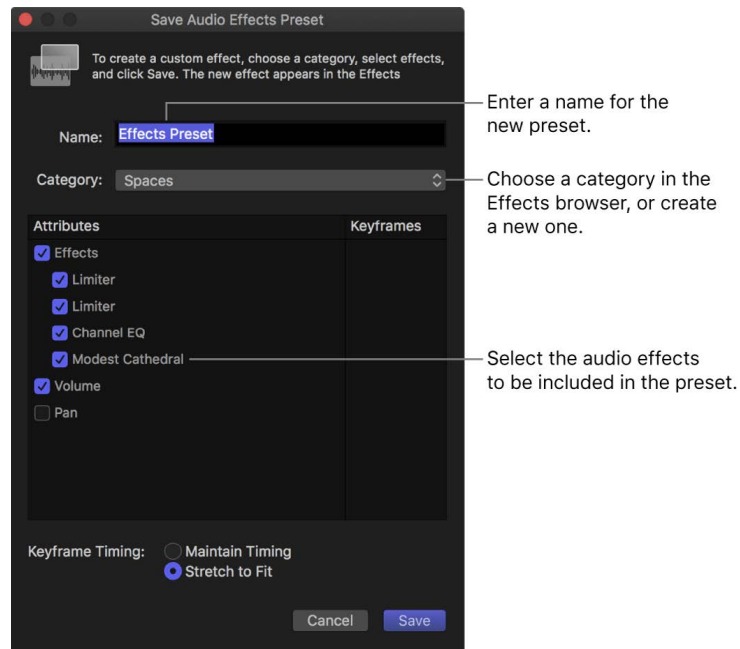 Save Audio Effects Preset
To create a custom effect, choose a category, select effects,
and click Save. The new effect appears in the Effects
Enter a name for the
new preset.
Name: Effects Preset
Category: Spaces
Choose a category in the
Effects browser, or create
a new one.
Attributes Keyframes
Effects
Limiter
Limiter
Channel EQ
Modest Cathedral
Select the audio effects
to be included in the preset.
Volume
Pan
Keyframe Timing: Maintain Timing
Stretch to Fit
Cancel Save